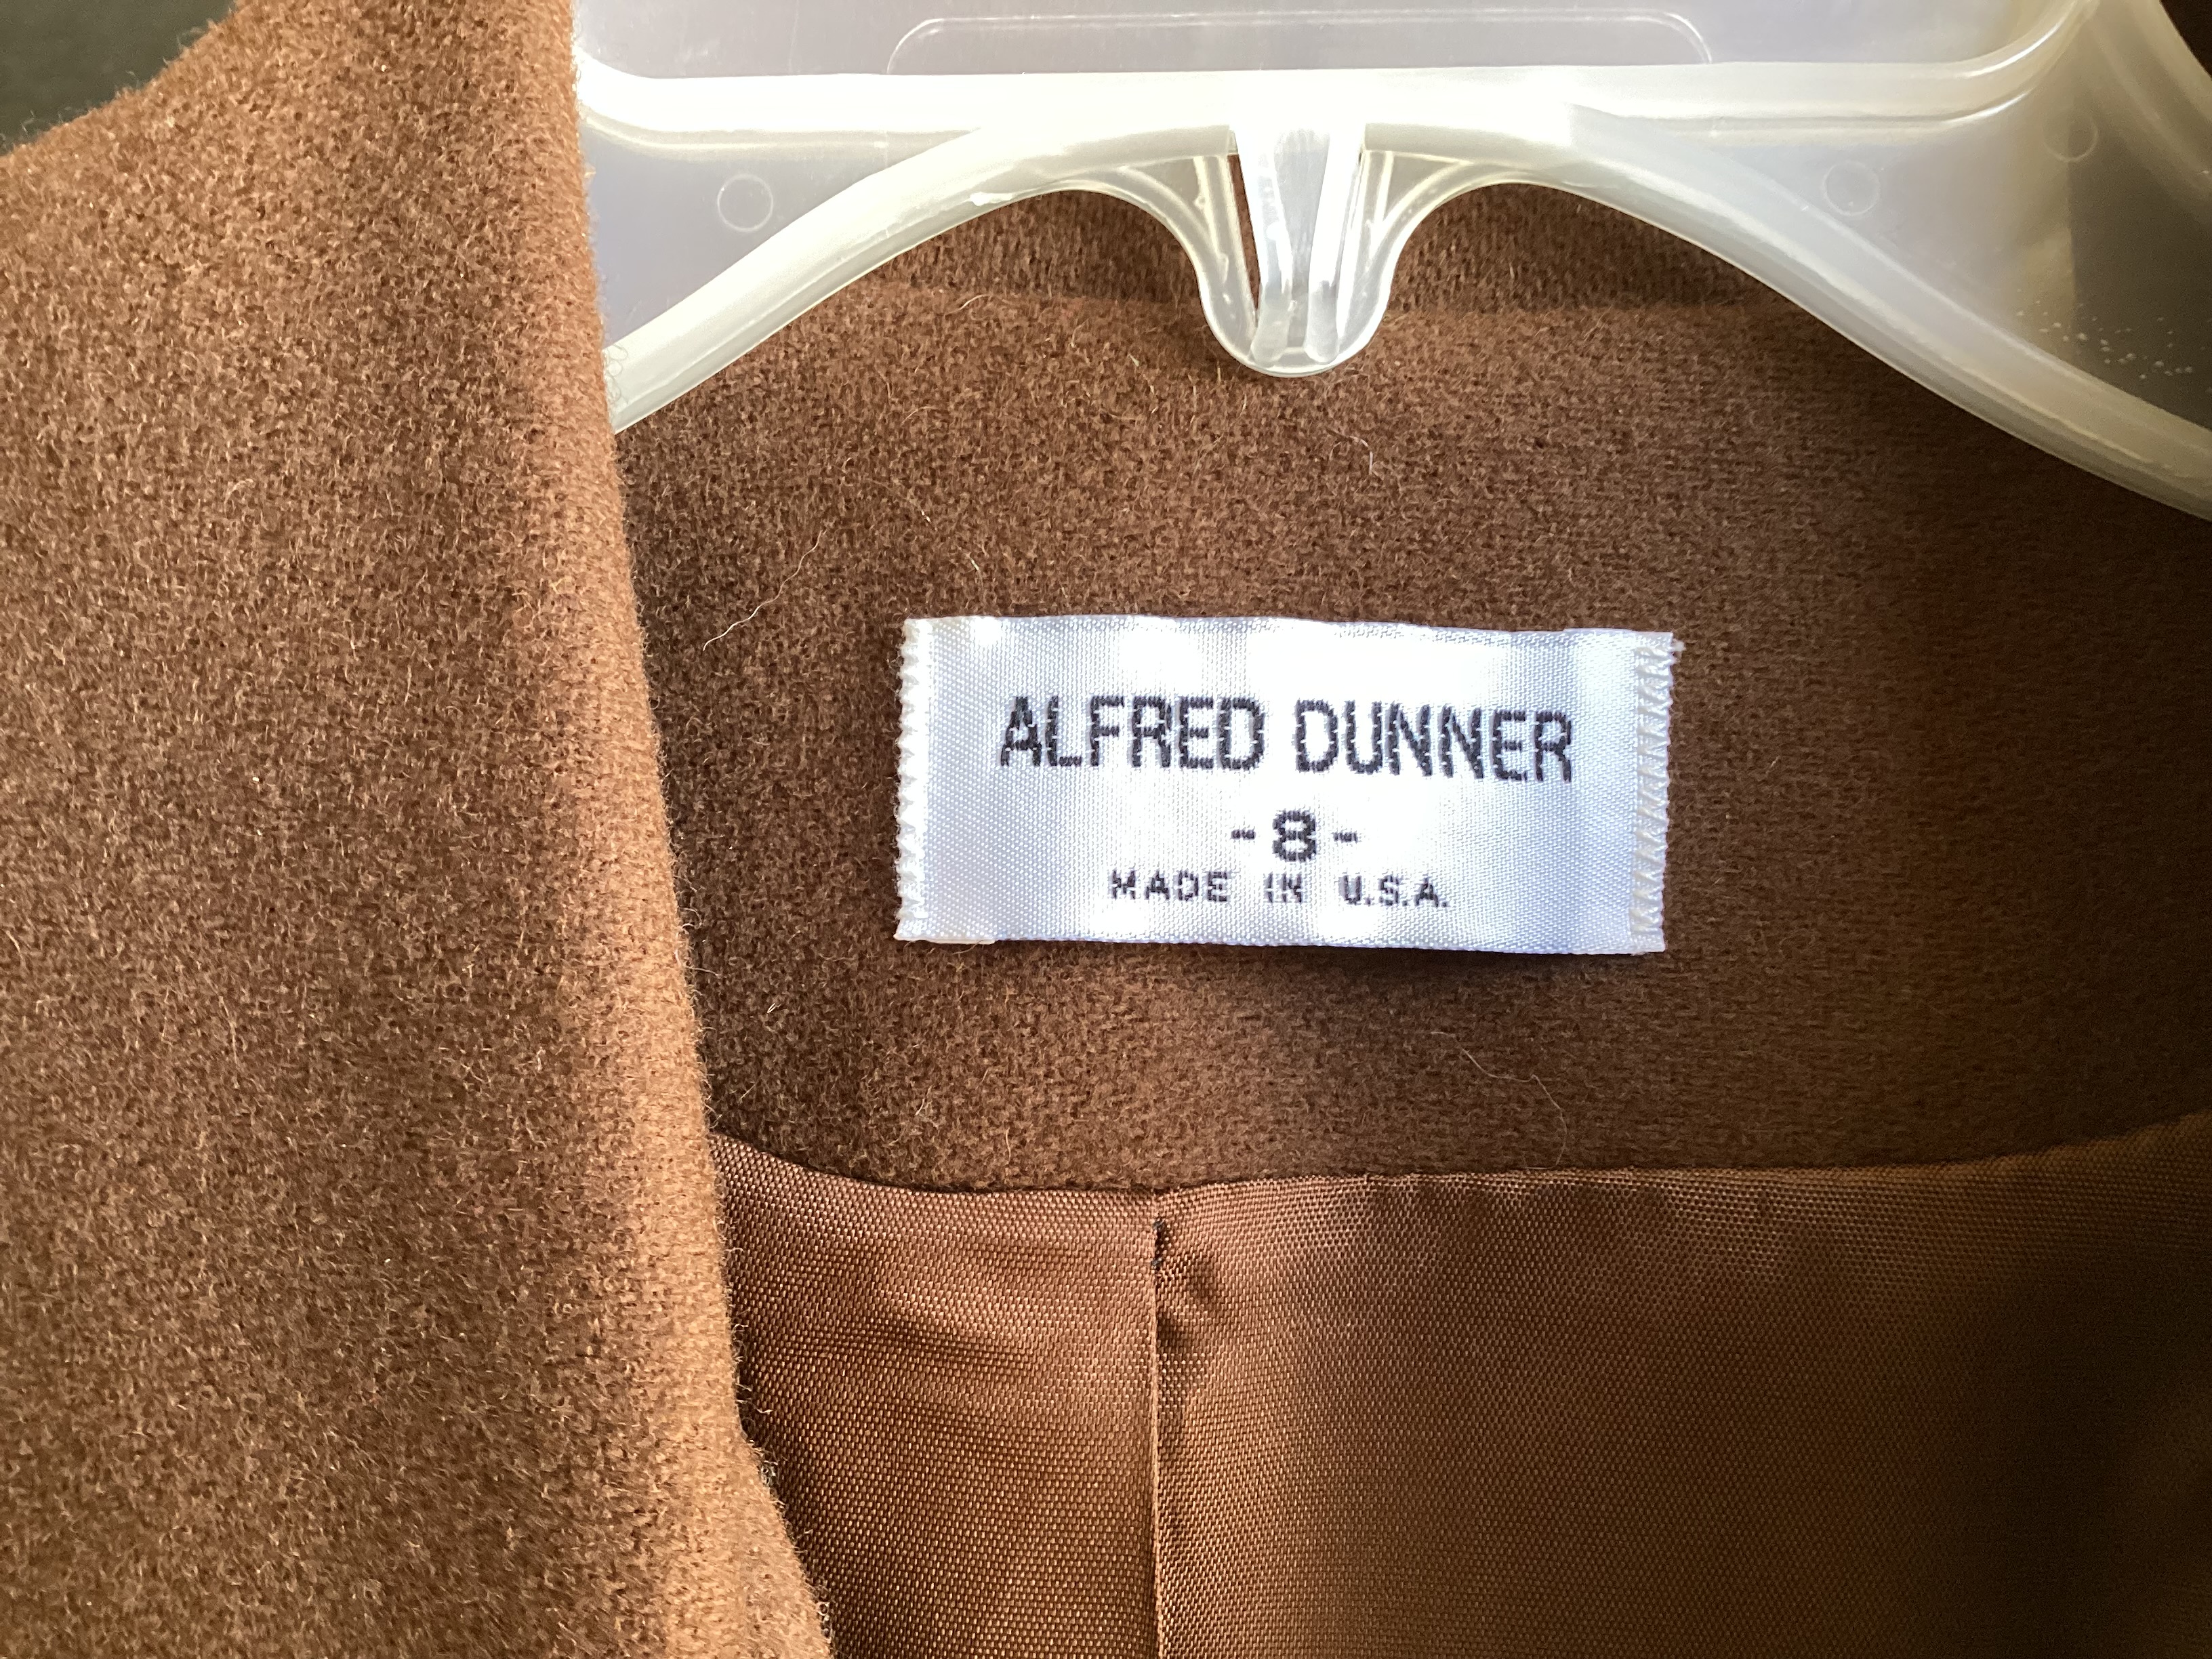 ALFRED DUNNER
-8-
MADE IN U.S.A.